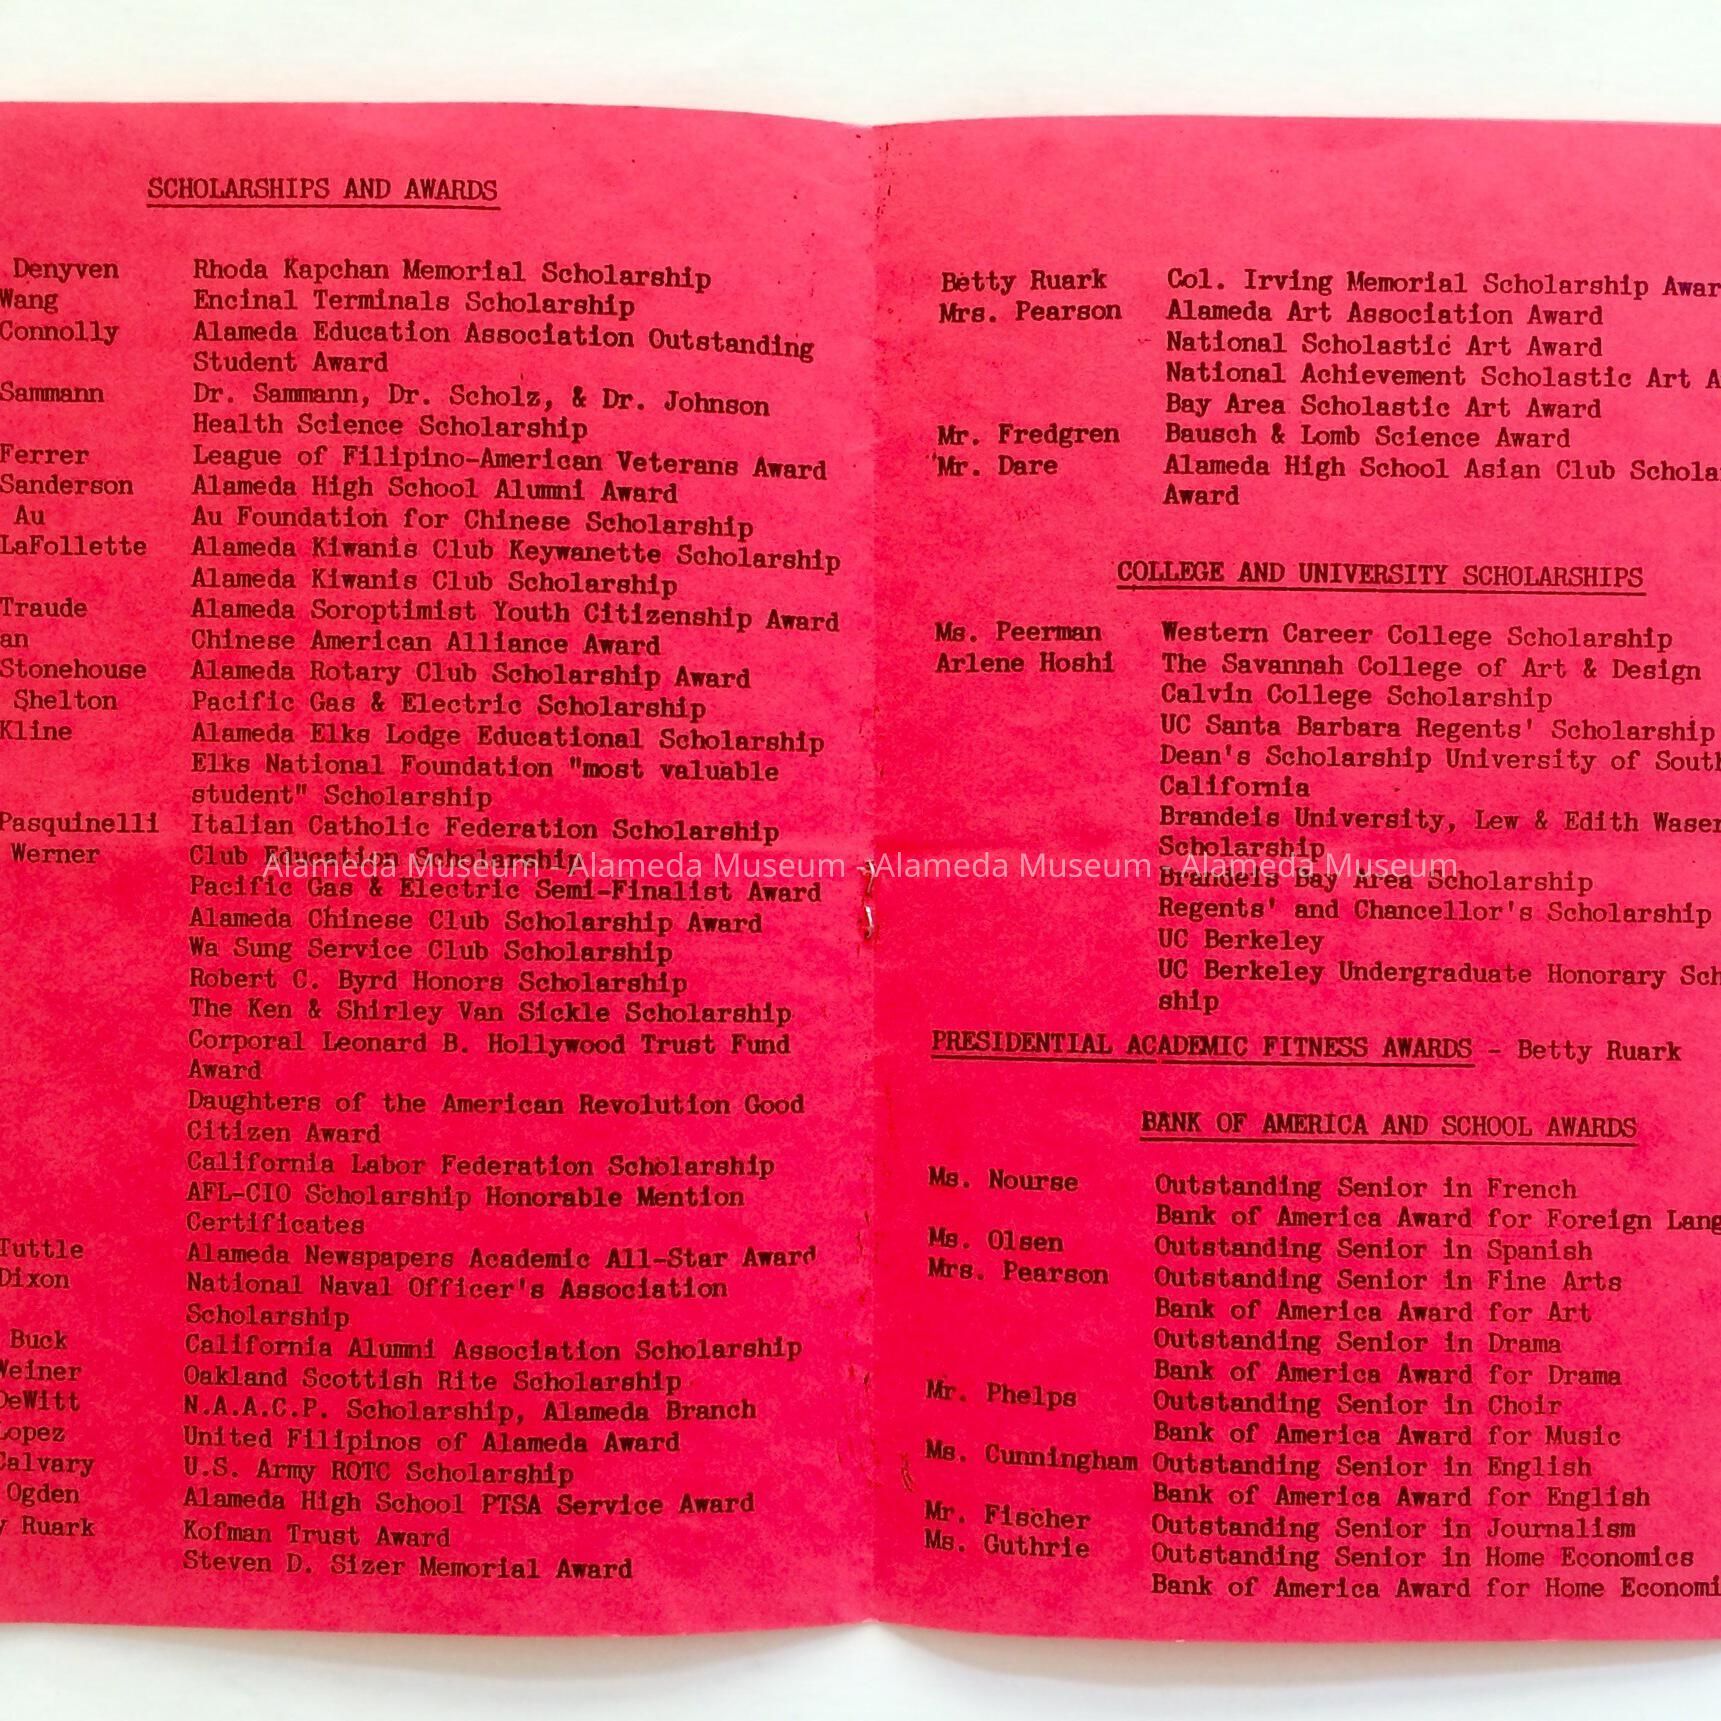 SCHOLARSHIPS AND AWARDS
Denyven Rhoda Kapchan Memorial Scholarship
Wang Encinal Terminals Scholarship
Connolly Alameda Education Association Outstanding
Student Award
Sammann Dr. Sammann, Dr. Scholz, & Dr. Johnson
Health Science Scholarship
Ferrer League of Filipino-American Veterans Award
Sanderson Alameda High School Alumni Award
Au Au Foundation for Chinese Scholarship
LaFollette Alameda Kiwanis Club Keywanette Scholarship
Alameda Kiwanis Club Scholarship
Traude Alameda Soroptimist Youth Citizenship Award
an Chinese American Alliance Award
Stonehouse Alameda Rotary Club Scholarship Award
Shelton Pacific Gas & Electric Scholarship
Kline Alameda Elks Lodge Educational Scholarship
Elks National Foundation "most valuable
student" Scholarship
Pasquinelli Italian Catholic Federation Scholarship
Werner Club Education Scholarship
Pacific Gas & Electric Semi-Finalist Award
Alameda Chinese Club Scholarship Award
Wa Sung Service Club Scholarship
Robert C. Byrd Honors Scholarship
The Ken & Shirley Van Sickle Scholarship
Corporal Leonard B. Hollywood Trust Fund
Award
Daughters of the American Revolution Good
Citizen Award
California Labor Federation Scholarship
AFL-CIO Scholarship Honorable Mention
Certificates
Tuttle Alameda Newspapers Academic All-Star Award
Dixon National Naval Officer's Association
Scholarship
Buck California Alumni Association Scholarship
Weiner Oakland Scottish Rite Scholarship
DeWitt N.A.A.C.P. Scholarship, Alameda Branch
Lopez United Filipinos of Alameda Award
Calvary U.S. Army ROTC Scholarship
Ogden Alameda High School PTSA Service Award
y Ruark Kofman Trust Award
Steven D. Sizer Memorial Award
Betty Ruark Col. Irving Memorial Scholarship Awar
Mrs. Pearson Alameda Art Association Award
National Scholastic Art Award
National Achievement Scholastic Art A
Bay Area Scholastic Art Award
Mr. Fredgren Bausch & Lomb Science Award
Mr. Dare Alameda High School Asian Club Schola
Award
COLLEGE AND UNIVERSITY SCHOLARSHIPS
Ms. Peerman Western Career College Scholarship
Arlene Hoshi The Savannah College of Art & Design
Calvin College Scholarship
UC Santa Barbara Regents' Scholarship
Dean's Scholarship University of South
California
Brandeis University, Lew & Edith Waser
Scholarship
Brandeis Bay Area Scholarship
Regents' and Chancellor's Scholarship
UC Berkeley
UC Berkeley Undergraduate Honorary Sch
ship
PRESIDENTIAL ACADEMIC FITNESS AWARDS - Betty Ruark
BANK OF AMERICA AND SCHOOL AWARDS
Ms. Nourse Outstanding Senior in French
Bank of America Award for Foreign Lang
Ms. Olsen Outstanding Senior in Spanish
Mrs. Pearson Outstanding Senior in Fine Arts
Bank of America Award for Art
Outstanding Senior in Drama
Bank of America Award for Drama
Mr. Phelps Outstanding Senior in Choir
Bank of America Award for Music
Ms. Cunningham Outstanding Senior in English
Bank of America Award for English
Mr. Fischer Outstanding Senior in Journalism
Ms. Guthrie Outstanding Senior in Home Economics
Bank of America Award for Home Economi
Alameda Museum - Alameda Museum - Alameda Museum - Alameda Museum